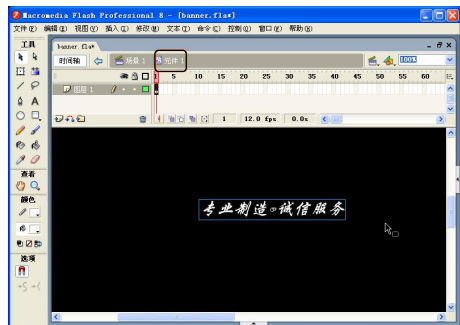 Macromedia Flash Professional 8 - [banner.fla*]
文件(F) 编辑(E) 视图(V) 插入(I) 修改(M) 文本(T) 命令(C) 控制(O) 窗口(W) 帮助(H)
工具
banner.fla*
时间轴 场景 1 元件 1 100%
5 10 15 20 25 30 35 40 45 50 55 60
图层 1
A
1 12.0 fps 0.0s
查看
颜色
选项
专业制造。诚信服务